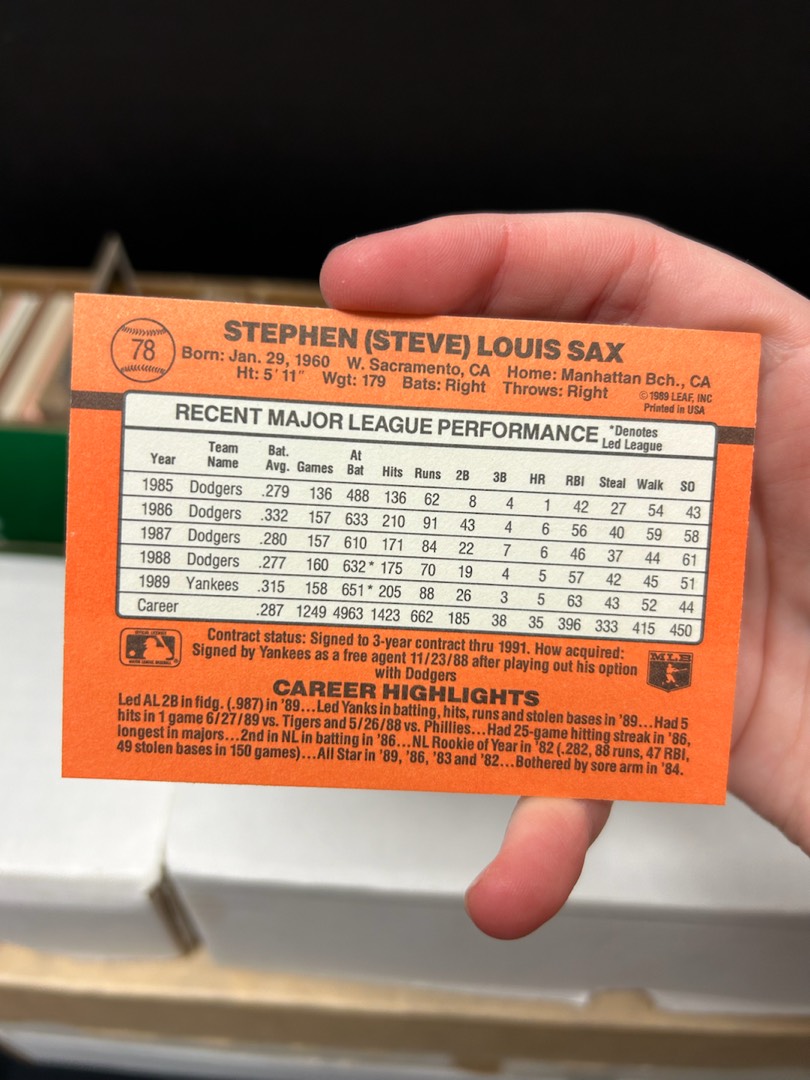 78
STEPHEN (STEVE) LOUIS SAX
Born: Jan. 29, 1960 W. Sacramento, CA Home: Manhattan Bch., CA
Ht: 5' 11" Wgt: 179 Bats: Right Throws: Right
© 1989 LEAF, INC
Printed in USA
RECENT MAJOR LEAGUE PERFORMANCE *Denotes Led League
Year Team Name Bat. Avg. Games At Bat Hits Runs 2B 3B HR RBI Steal Walk SO
1985 Dodgers .279 136 488 136 62 8 4 1 42 27 54 43
1986 Dodgers .332 157 633 210 91 43 4 6 56 40 59 58
1987 Dodgers .280 157 610 171 84 22 7 6 46 37 44 61
1988 Dodgers .277 160 632* 175 70 19 4 5 57 42 45 51
1989 Yankees .315 158 651* 205 88 26 3 5 63 43 52 44
Career .287 1249 4963 1423 662 185 38 35 396 333 415 450
Contract status: Signed to 3-year contract thru 1991. How acquired:
Signed by Yankees as a free agent 11/23/88 after playing out his option
with Dodgers
MLB
CAREER HIGHLIGHTS
Led AL 2B in fidg. (.987) in '89...Led Yanks in batting, hits, runs and stolen bases in '89...Had 5
hits in 1 game 6/27/89 vs. Tigers and 5/26/88 vs. Phillies...Had 25-game hitting streak in '86,
longest in majors...2nd in NL in batting in '86...NL Rookie of Year in '82 (.282, 88 runs, 47 RBI,
49 stolen bases in 150 games)...All Star in '89, '86, '83 and '82...Bothered by sore arm in '84.